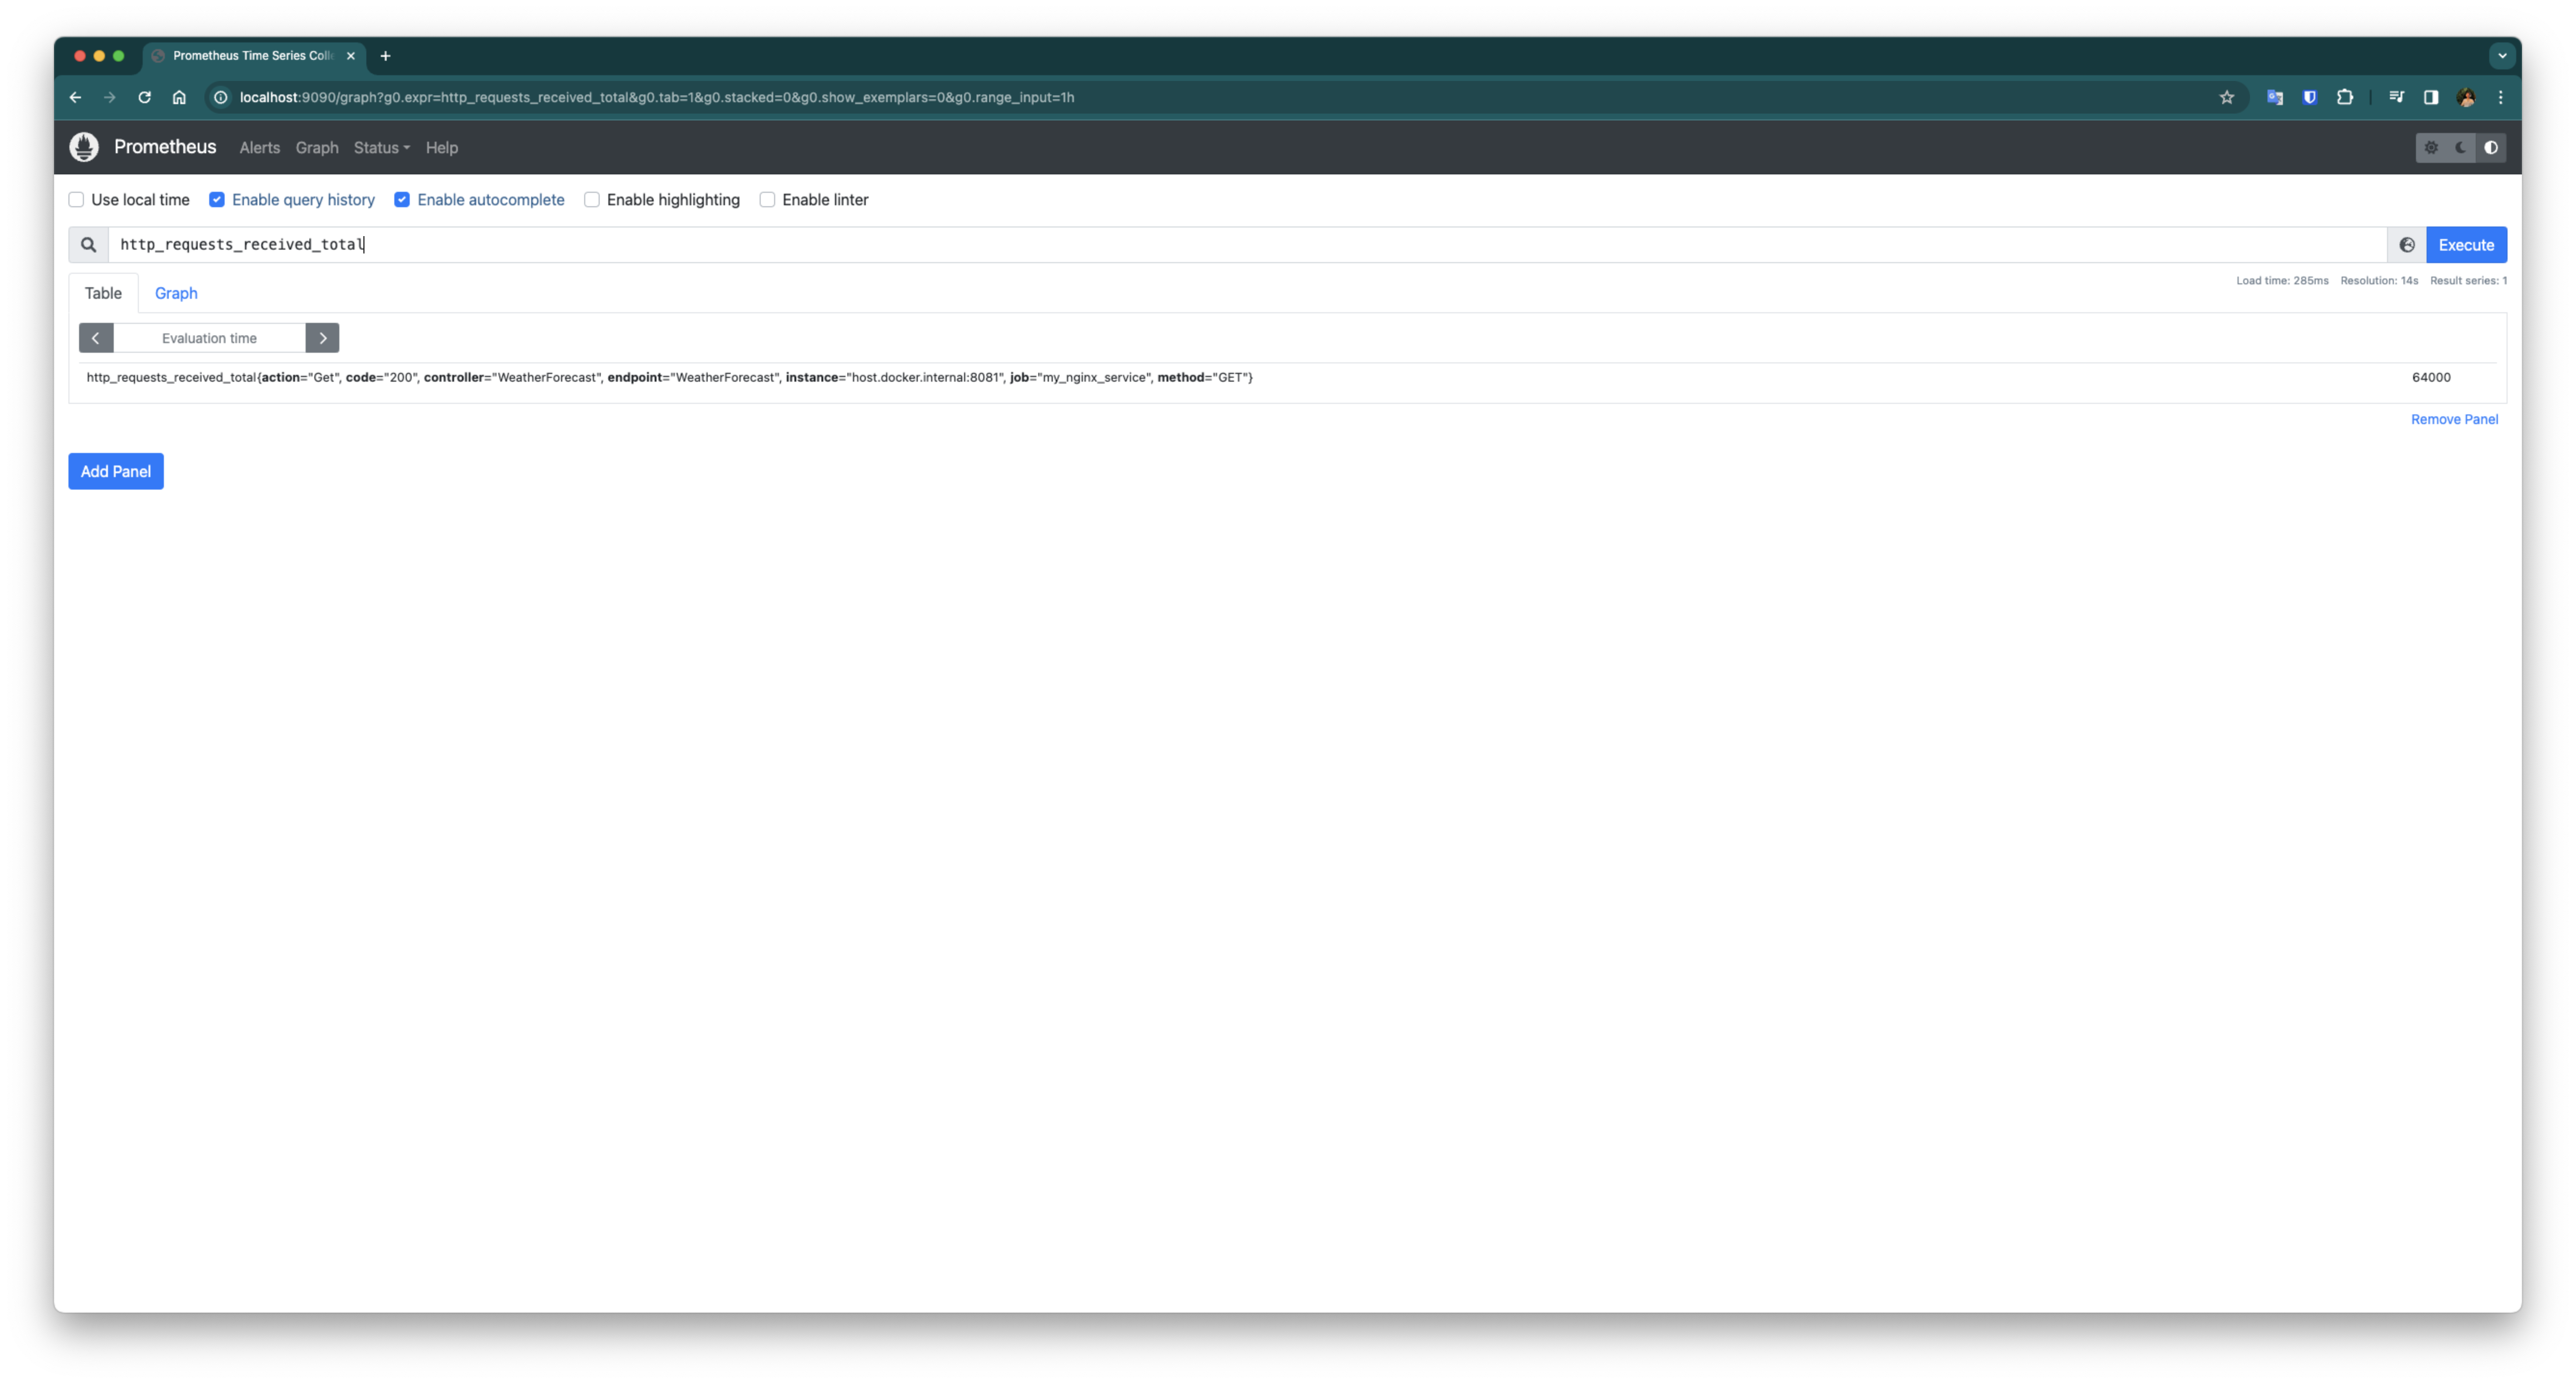 Prometheus Time Series Coll
localhost:9090/graph?g0.expr=http_requests_received_total&g0.tab=1&g0.stacked=0&g0.show_exemplars=0&g0.range_input=1h
Prometheus Alerts Graph Status Help
Use local time Enable query history Enable autocomplete Enable highlighting Enable linter
http_requests_received_total Execute
Table Graph Load time: 285ms Resolution: 14s Result series: 1
Evaluation time
http_requests_received_total{action="Get", code="200", controller="WeatherForecast", endpoint="WeatherForecast", instance="host.docker.internal:8081", job="my_nginx_service", method="GET"} 64000
Remove Panel
Add Panel